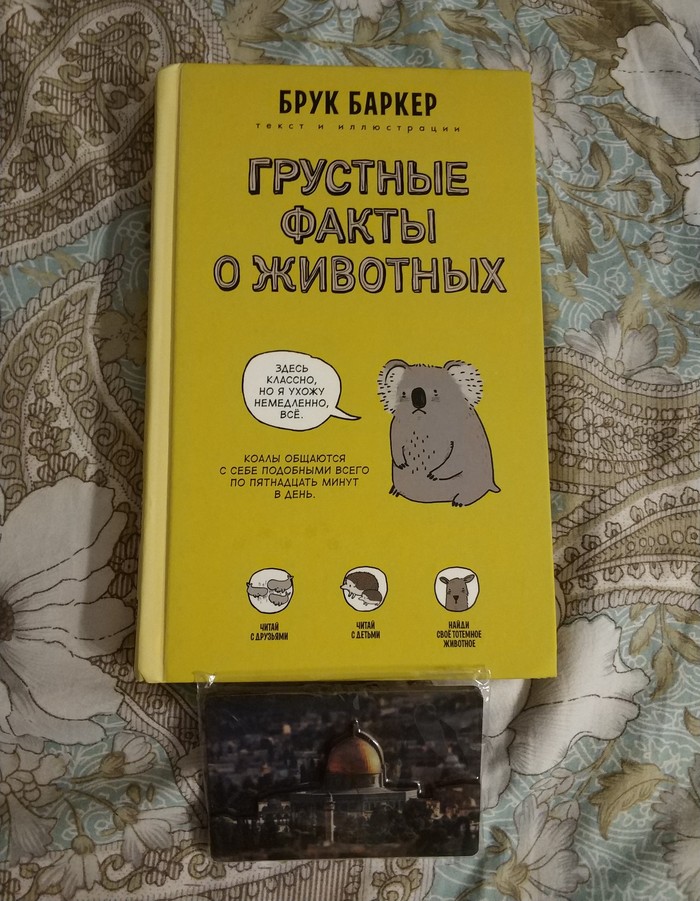 БРУК БАРКЕР
текст и иллюстрации
ГРУСТНЫЕ
ФАКТЫ
О ЖИВОТНЫХ
ЗДЕСЬ
КЛАССНО,
НО Я УХОЖУ
НЕМЕДЛЕННО,
ВСЁ.
КОАЛЫ ОБЩАЮТСЯ
С СЕБЕ ПОДОБНЫМИ ВСЕГО
ПО ПЯТНАДЦАТЬ МИНУТ
В ДЕНЬ.
ЧИТАЙ
С ДРУЗЬЯМИ
ЧИТАЙ
С ДЕТЬМИ
НАЙДИ
СВОЁ ТОТЕМНОЕ
ЖИВОТНОЕ